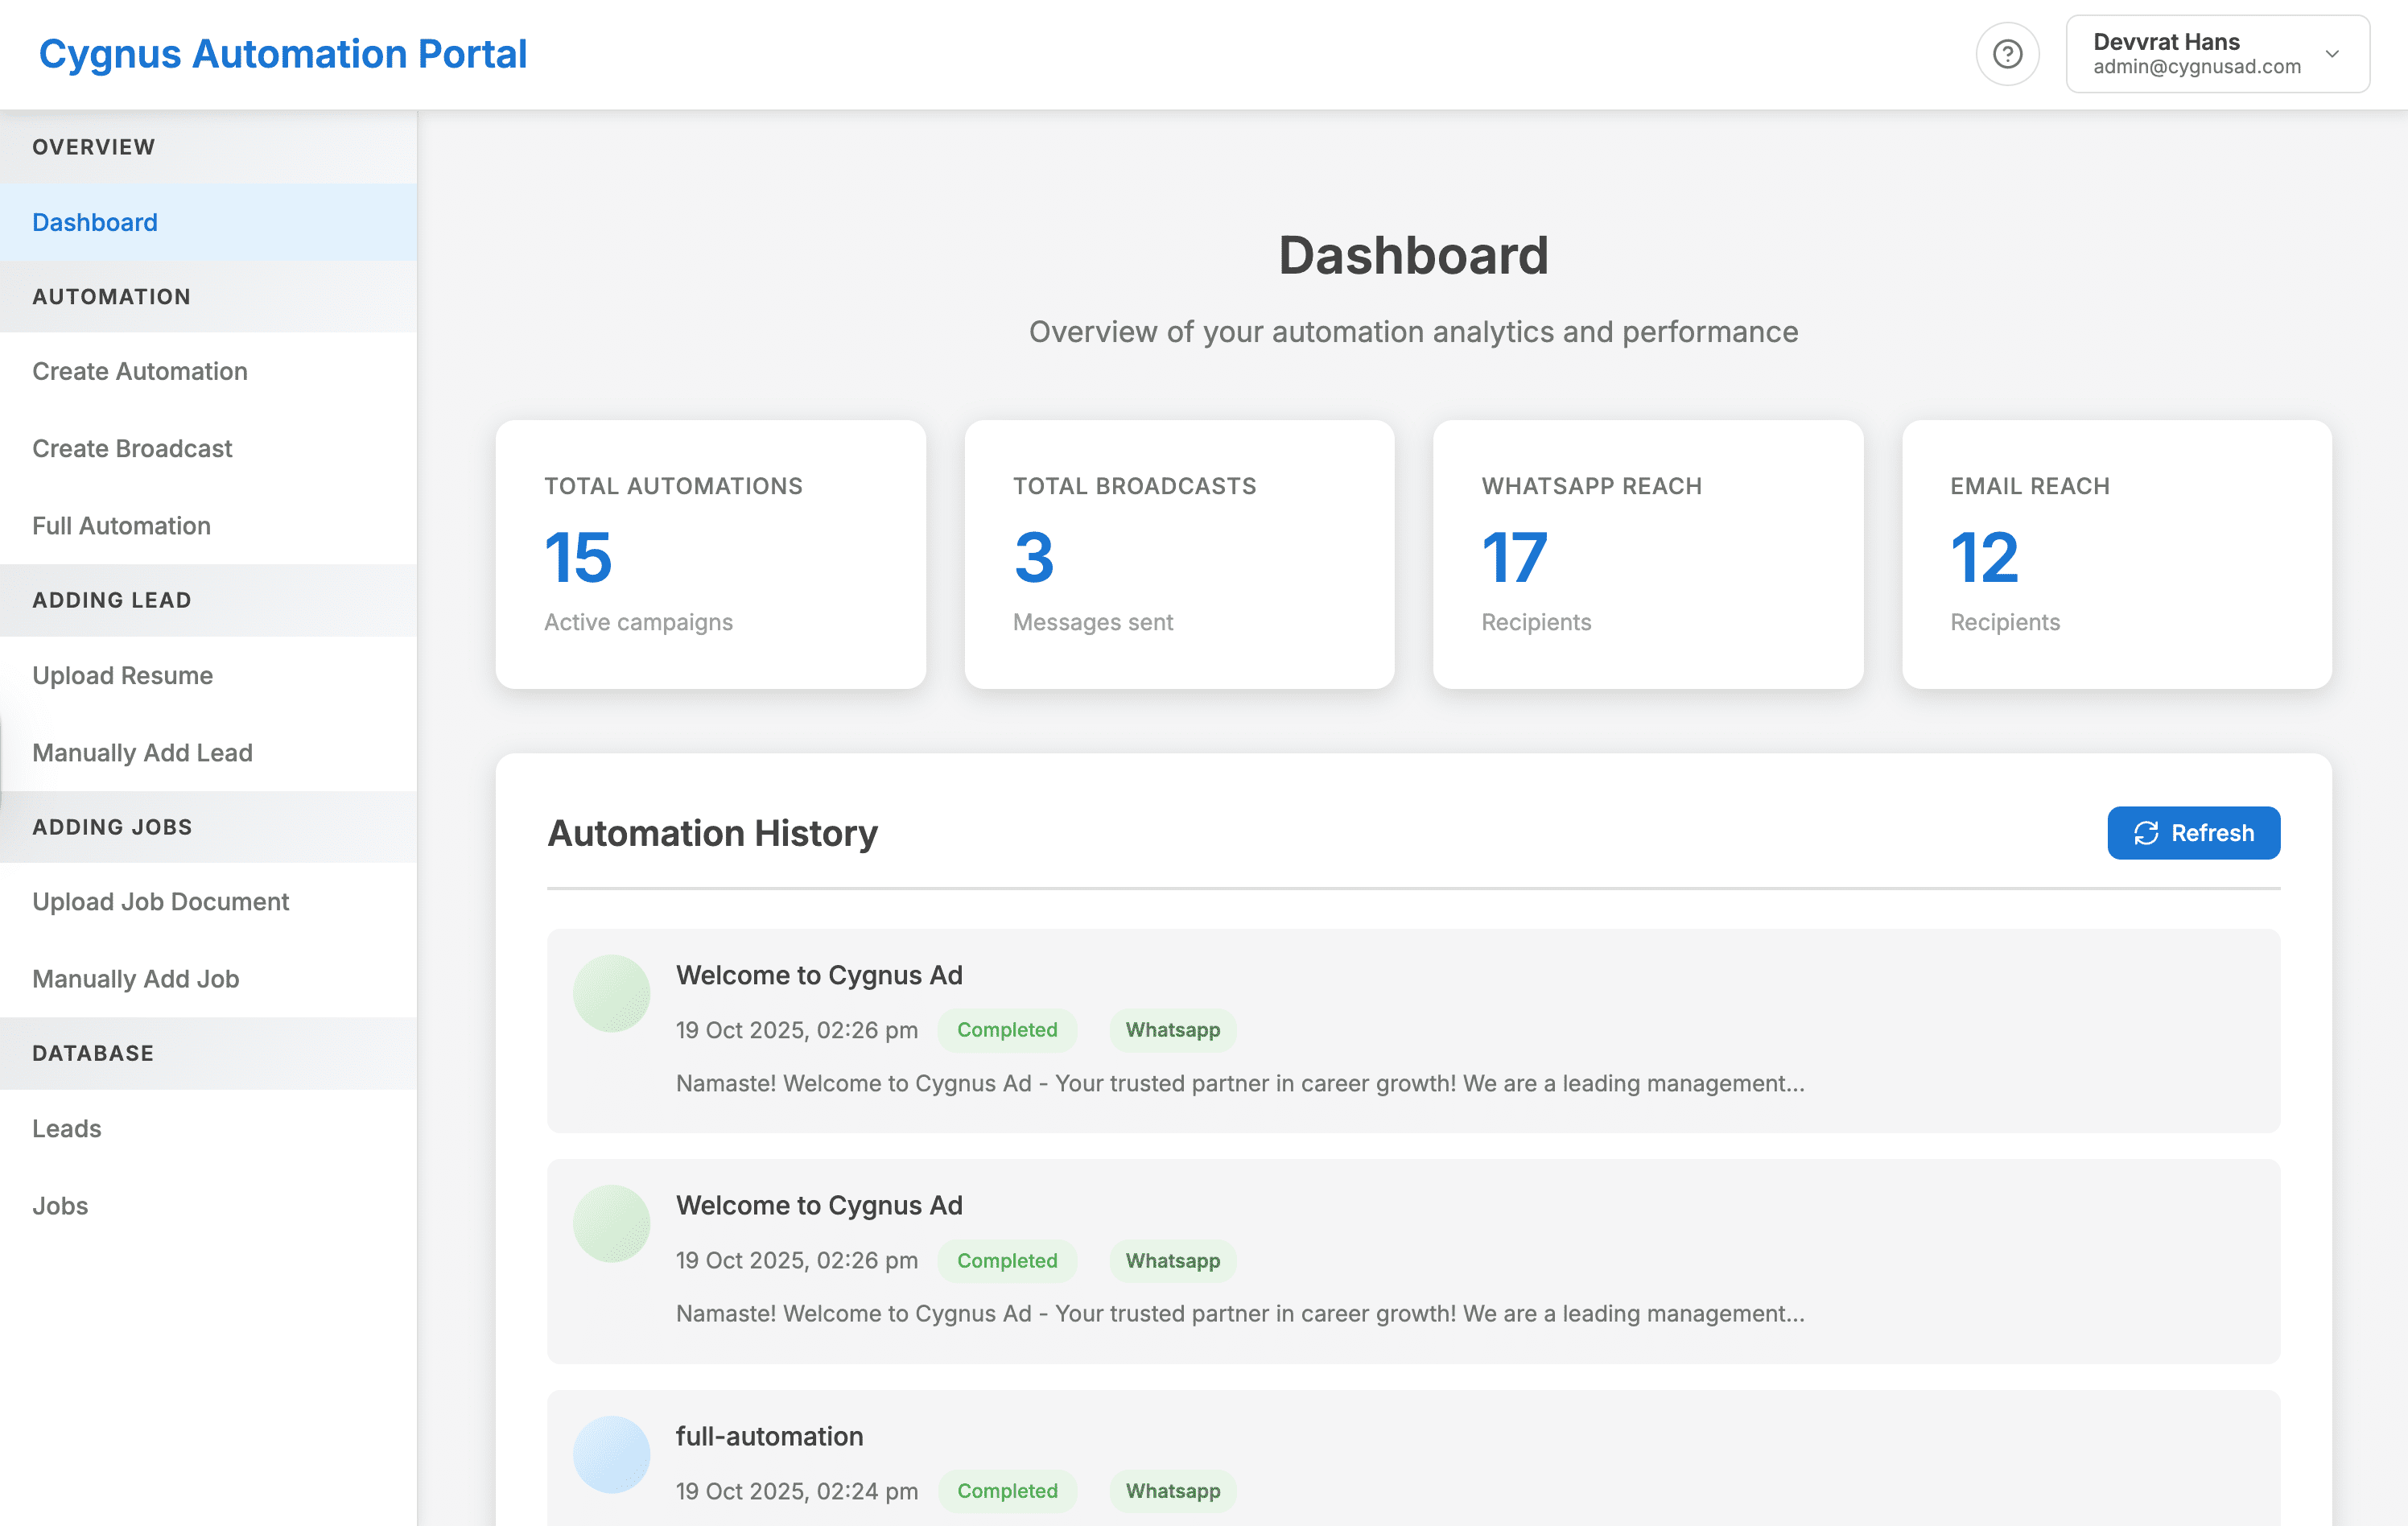 Cygnus Automation Portal
Devvrat Hans
admin@cygnusad.com
OVERVIEW
Dashboard
AUTOMATION
Create Automation
Create Broadcast
Full Automation
ADDING LEAD
Upload Resume
Manually Add Lead
ADDING JOBS
Upload Job Document
Manually Add Job
DATABASE
Leads
Jobs
Dashboard
Overview of your automation analytics and performance
TOTAL AUTOMATIONS
15
Active campaigns
TOTAL BROADCASTS
3
Messages sent
WHATSAPP REACH
17
Recipients
EMAIL REACH
12
Recipients
Automation History
Refresh
Welcome to Cygnus Ad
19 Oct 2025, 02:26 pm Completed Whatsapp
Namaste! Welcome to Cygnus Ad - Your trusted partner in career growth! We are a leading management...
Welcome to Cygnus Ad
19 Oct 2025, 02:26 pm Completed Whatsapp
Namaste! Welcome to Cygnus Ad - Your trusted partner in career growth! We are a leading management...
full-automation
19 Oct 2025, 02:24 pm Completed Whatsapp